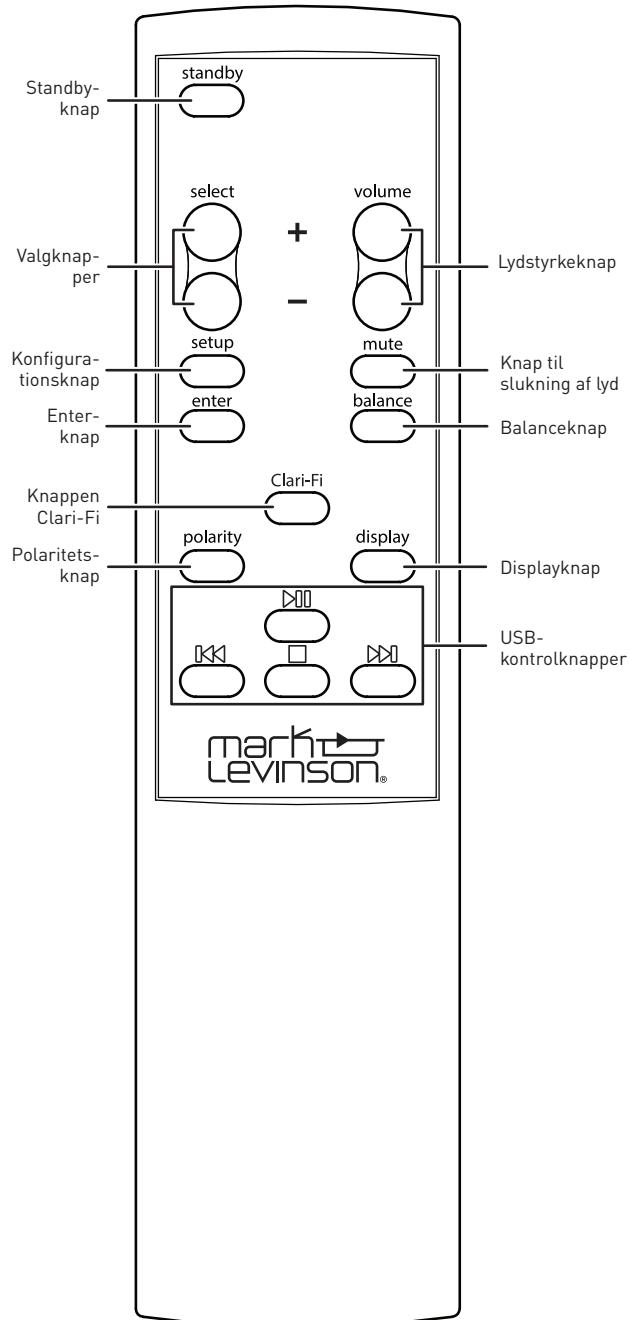 standby
Standby-
knap
select
volume
+
Valgknap-
per
Lydstyrkeknap
–
setup
mute
Konfigura-
tionsknap
Knap til
slukning af lyd
enter
balance
Enter-
knap
Balanceknap
Clari-Fi
Knappen
Clari-Fi
polarity
display
Polaritets-
knap
Displayknap
USB-
kontrolknapper
mark
Levinson®